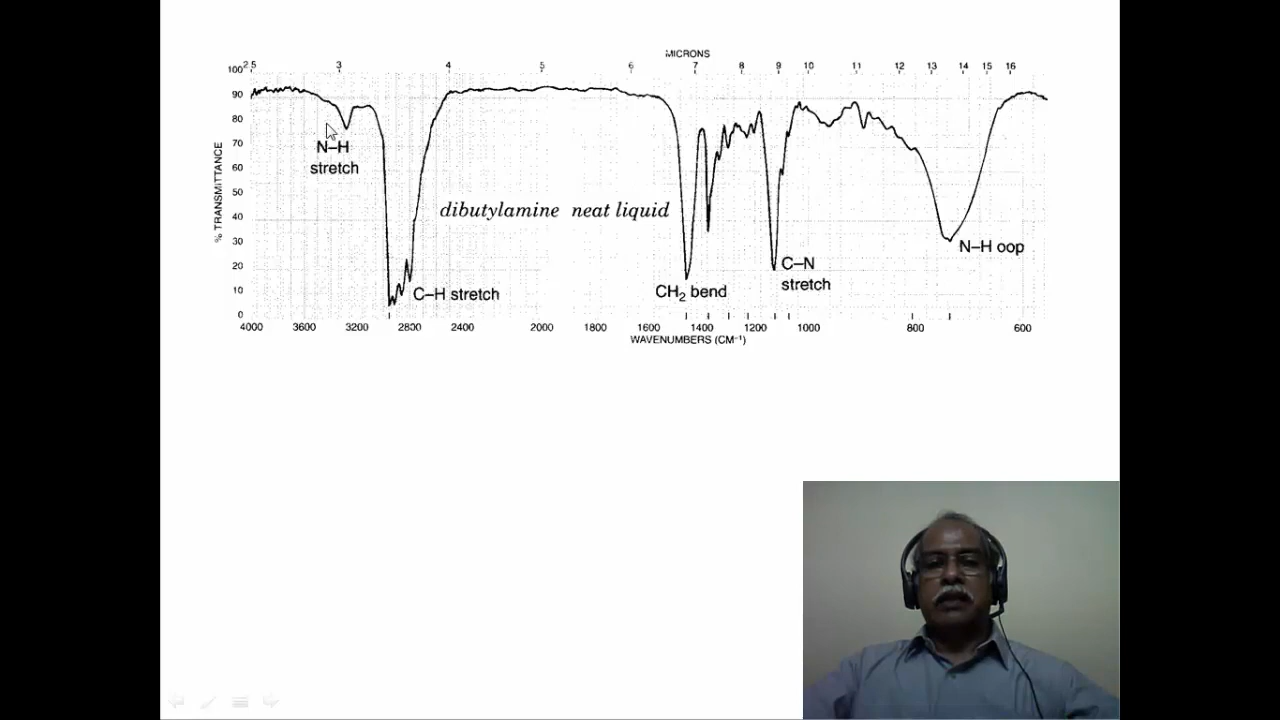 MICRONS
2.5 3 4 5 6 7 8 9 10 11 12 13 14 15 16
100
90
80
70
60
50
40
30
20
10
0
% TRANSMITTANCE
N–H
stretch
dibutylamine neat liquid
C–H stretch
CH2 bend
C–N
stretch
N–H oop
4000 3600 3200 2800 2400 2000 1800 1600 1400 1200 1000 800 600
WAVENUMBERS (CM⁻¹)